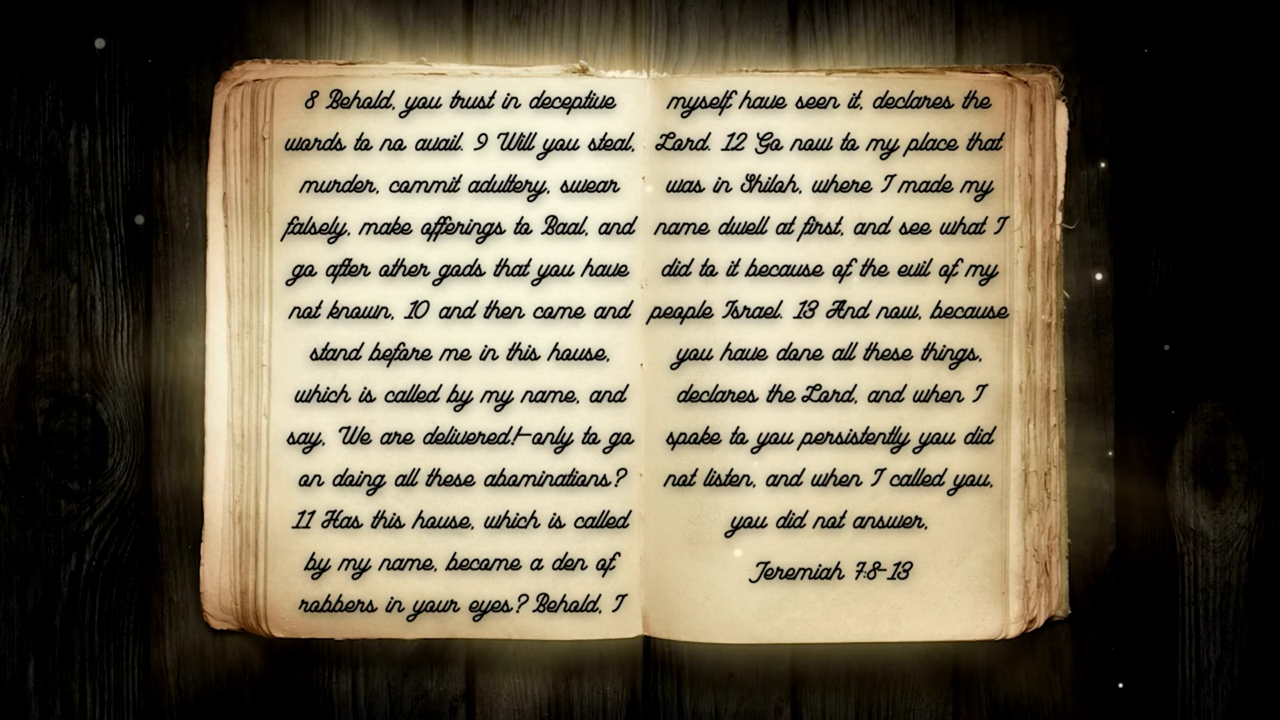 8 Behold, you trust in deceptive
words to no avail. 9 Will you steal,
murder, commit adultery, swear
falsely, make offerings to Baal, and
go after other gods that you have
not known, 10 and then come and
stand before me in this house,
which is called by my name, and
say, 'We are delivered!'—only to go
on doing all these abominations?
11 Has this house, which is called
by my name, become a den of
robbers in your eyes? Behold, I
myself have seen it, declares the
Lord. 12 Go now to my place that
was in Shiloh, where I made my
name dwell at first, and see what I
did to it because of the evil of my
people Israel. 13 And now, because
you have done all these things,
declares the Lord, and when I
spoke to you persistently you did
not listen, and when I called you,
you did not answer,
Jeremiah 7:8-13